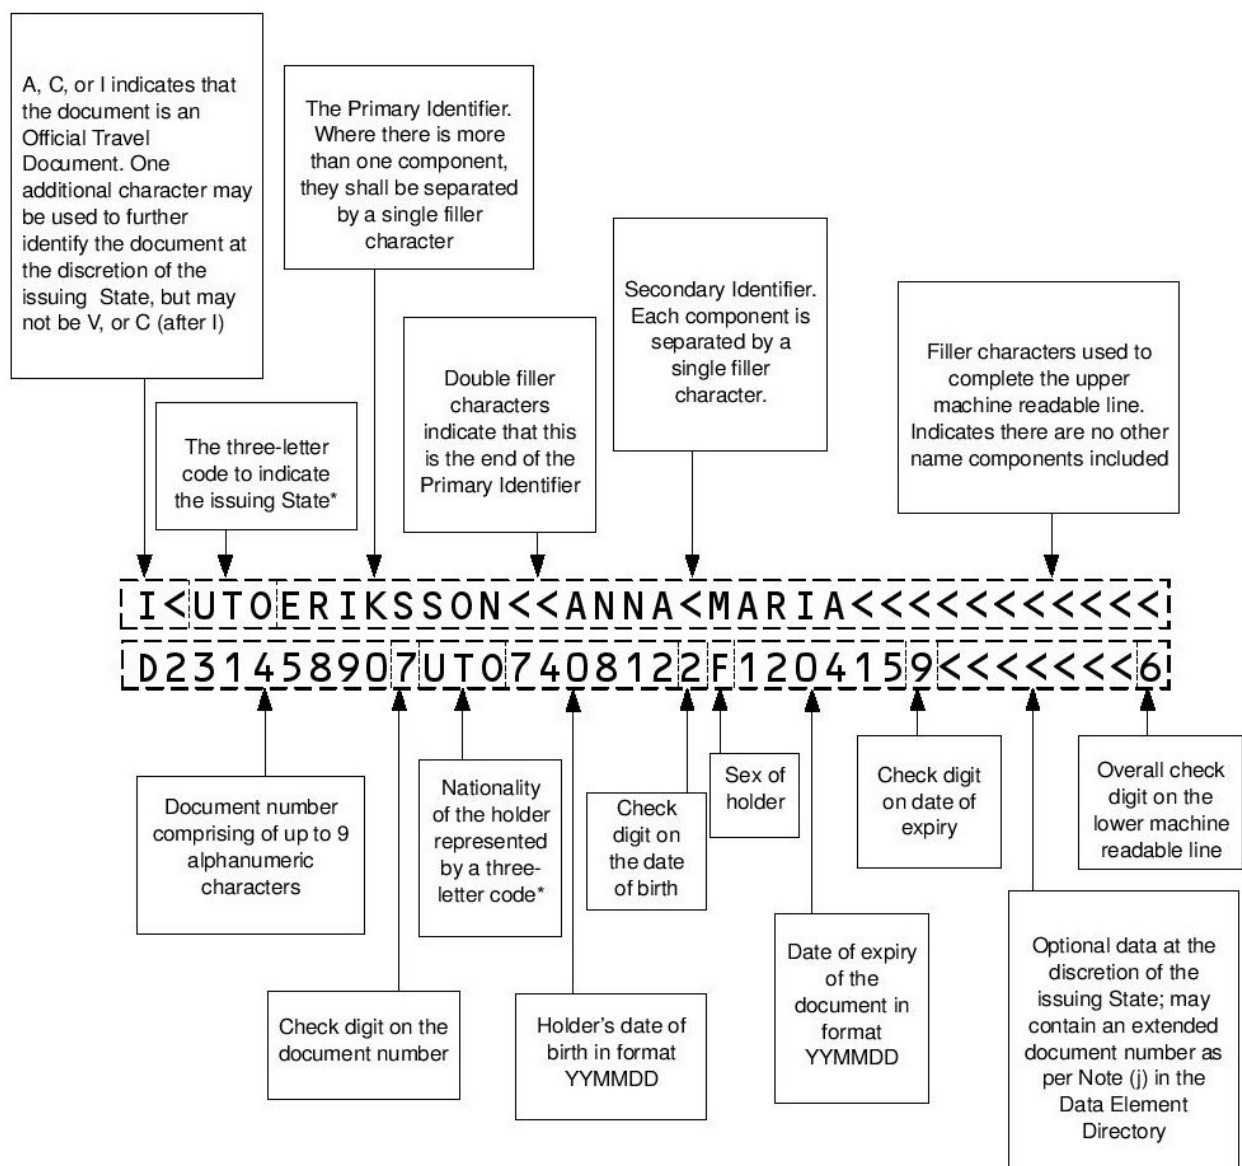 A, C, or I indicates that
the document is an
Official Travel
Document. One
additional character may
be used to further
identify the document at
the discretion of the
issuing State, but may
not be V, or C (after I)
The Primary Identifier.
Where there is more
than one component,
they shall be separated
by a single filler
character
Secondary Identifier.
Each component is
separated by a
single filler
character.
Filler characters used to
complete the upper
machine readable line.
Indicates there are no other
name components included
Double filler
characters
indicate that this
is the end of the
Primary Identifier
The three-letter
code to indicate
the issuing State*
I<UTOERIKSSON<<ANNA<MARIA<<<<<<<<<<<
D231458907UTO7408122F1204159<<<<<<<6
Document number
comprising of up to 9
alphanumeric
characters
Nationality
of the holder
represented
by a three-
letter code*
Check
digit on
the date
of birth
Sex of
holder
Check digit
on date of
expiry
Overall check
digit on the
lower machine
readable line
Check digit on the
document number
Holder's date of
birth in format
YYMMDD
Date of expiry
of the
document in
format
YYMMDD
Optional data at the
discretion of the
issuing State; may
contain an extended
document number as
per Note (j) in the
Data Element
Directory